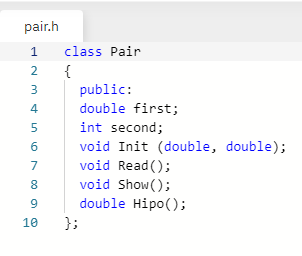 pair.h
1 class Pair
2 {
3 public:
4 double first;
5 int second;
6 void Init (double, double);
7 void Read();
8 void Show();
9 double Hipo();
10 };